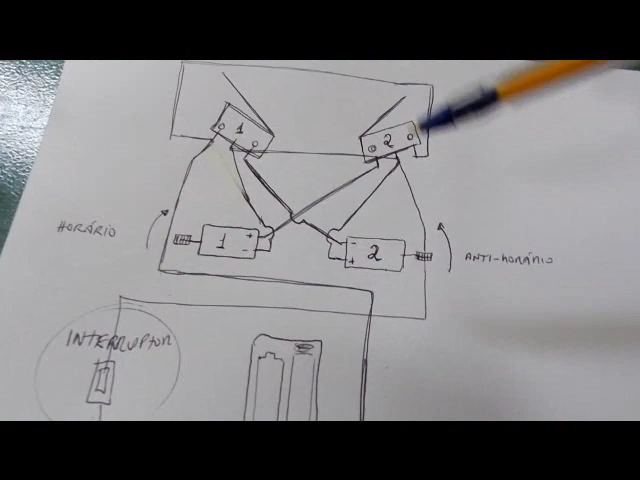 1
2
HORÁRIO
1
+
-
-
+
2
ANTI-HORÁRIO
INTERRUPTOR